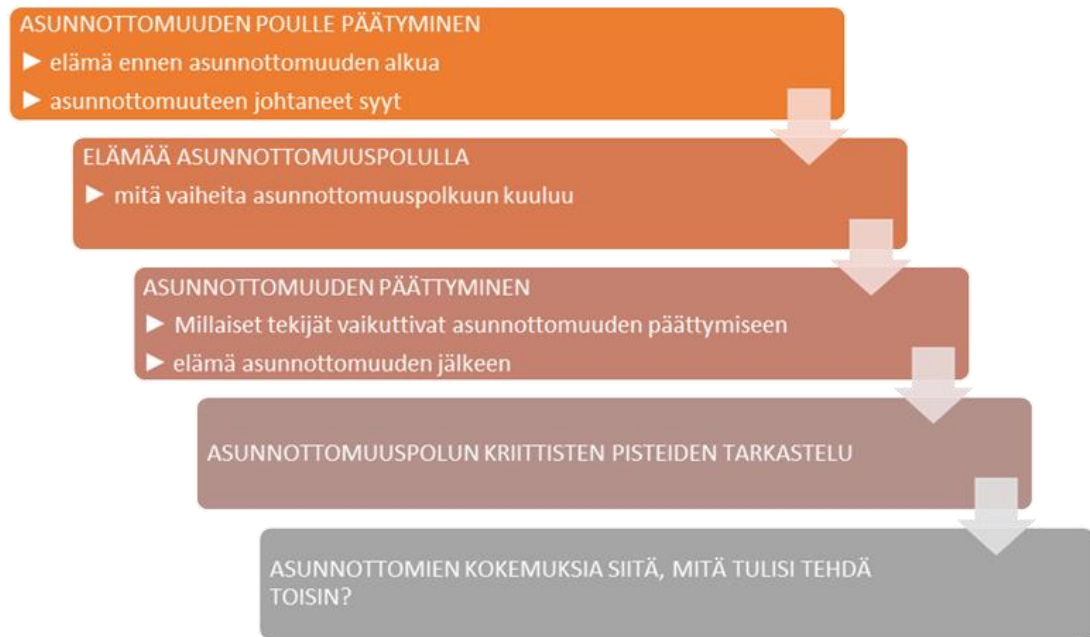 ASUNNOTTOMUUDEN POULLE PÄÄTYMINEN
► elämä ennen asunnottomuuden alkua
► asunnottomuuteen johtaneet syyt
ELÄMÄÄ ASUNNOTTOMUUSPOLULLA
► mitä vaiheita asunnottomuuspolkuun kuuluu
ASUNNOTTOMUUDEN PÄÄTTYMINEN
► Millaiset tekijät vaikuttivat asunnottomuuden päättymiseen
► elämä asunnottomuuden jälkeen
ASUNNOTTOMUUSPOLUN KRIITTISTEN PISTEIDEN TARKASTELU
ASUNNOTTOMIEN KOKEMUKSIA SIITÄ, MITÄ TULISI TEHDÄ
TOISIN?